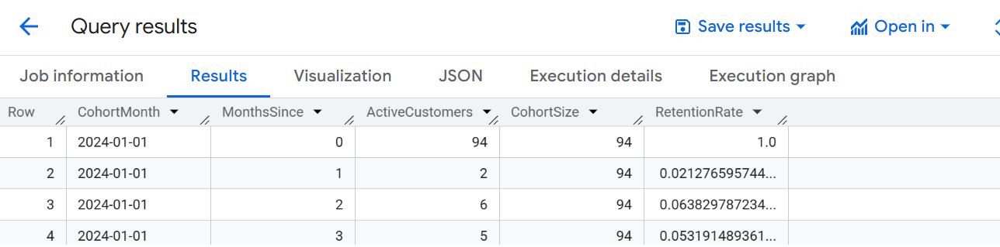 Query results Save results Open in
Job information Results Visualization JSON Execution details Execution graph
Row CohortMonth MonthsSince ActiveCustomers CohortSize RetentionRate
1 2024-01-01 0 94 94 1.0
2 2024-01-01 1 2 94 0.021276595744...
3 2024-01-01 2 6 94 0.063829787234...
4 2024-01-01 3 5 94 0.053191489361...